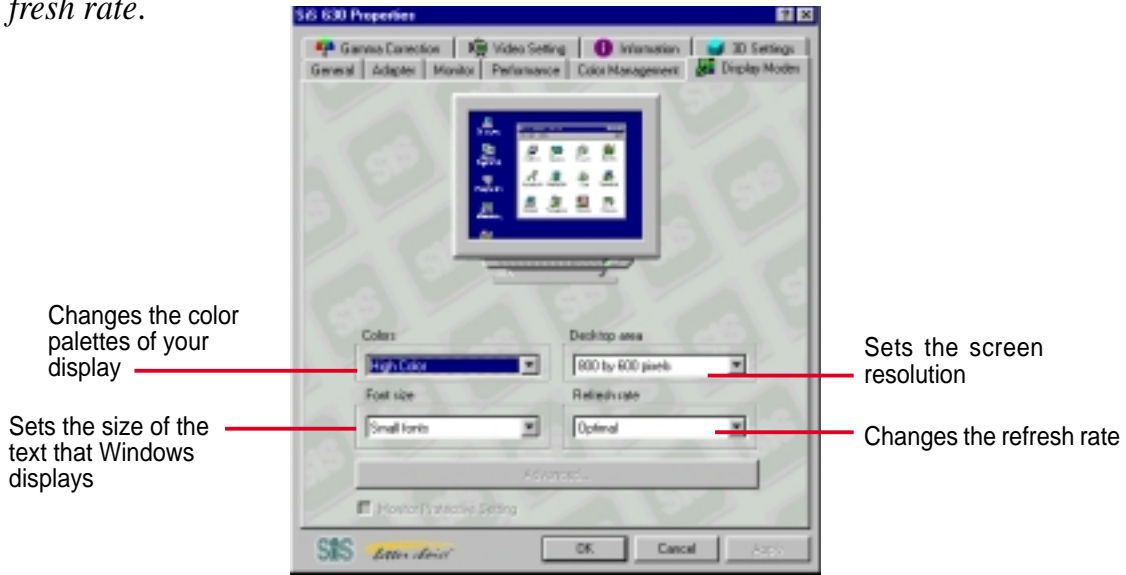 fresh rate.
SiS 630 Properties
Gamma Correction Video Setting Information 3D Settings
General Adapter Monitor Performance Color Management Display Modes
Changes the color
palettes of your
display
Colors
High Color
Desktop area
800 by 600 pixels
Sets the screen
resolution
Sets the size of the
text that Windows
displays
Font size
Small fonts
Refresh rate
Optimal
Changes the refresh rate
Advanced...
Monitor Protective Setting
SiS
OK Cancel Apply